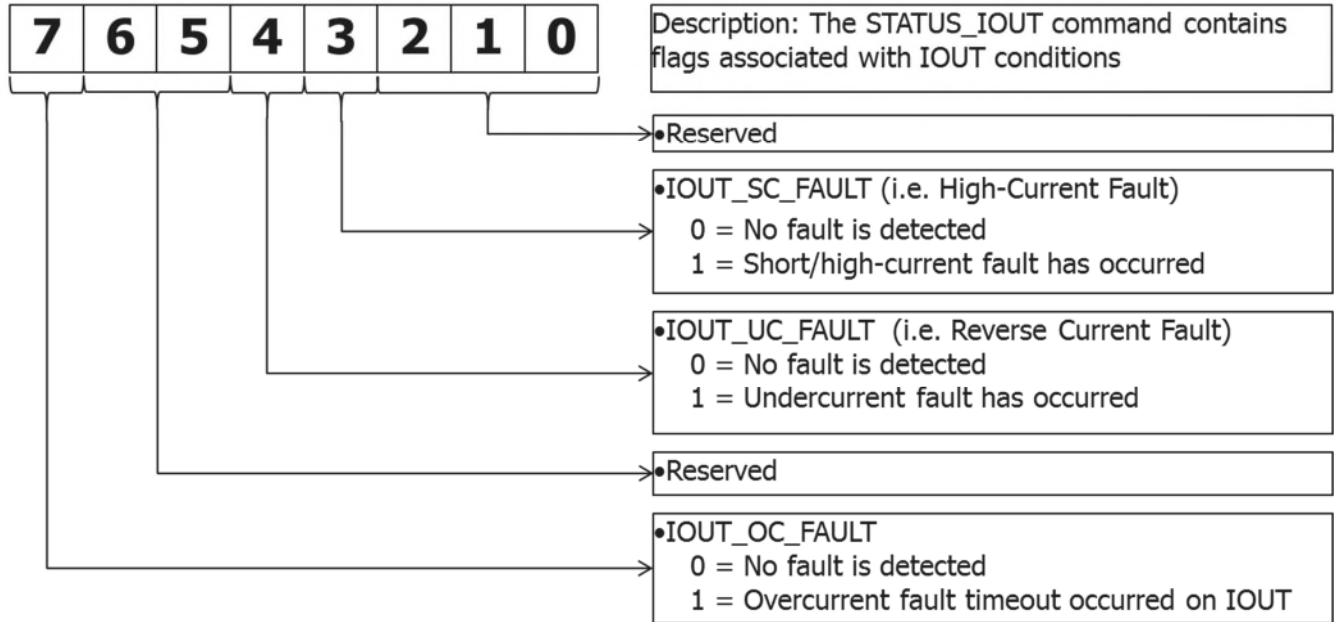 7 6 5 4 3 2 1 0
Description: The STATUS_IOUT command contains
flags associated with IOUT conditions
•Reserved
•IOUT_SC_FAULT (i.e. High-Current Fault)
0 = No fault is detected
1 = Short/high-current fault has occurred
•IOUT_UC_FAULT (i.e. Reverse Current Fault)
0 = No fault is detected
1 = Undercurrent fault has occurred
•Reserved
•IOUT_OC_FAULT
0 = No fault is detected
1 = Overcurrent fault timeout occurred on IOUT